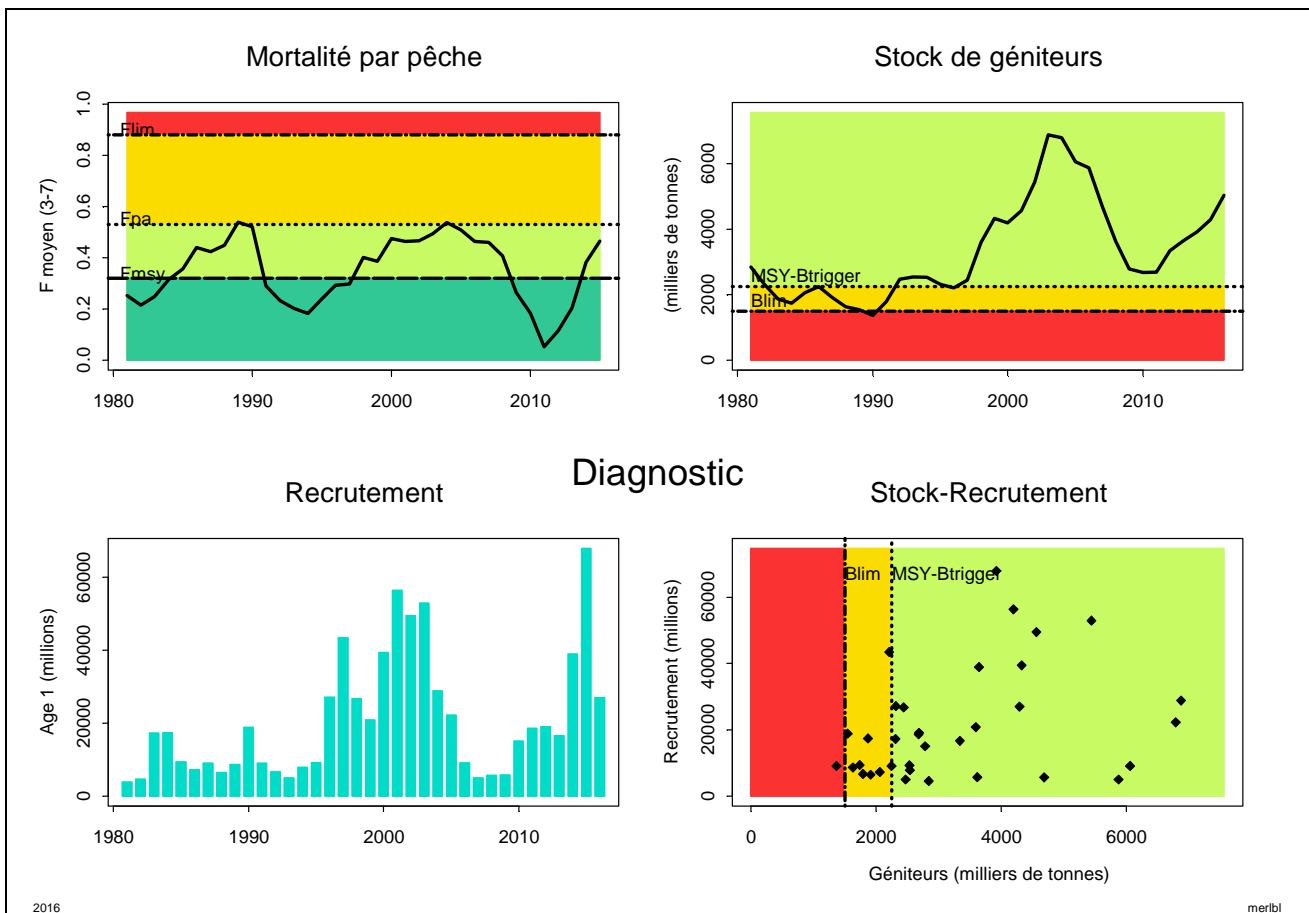 Mortalité par pêche
F moyen (3-7)
0.0 0.2 0.4 0.6 0.8 1.0
Flim
Fpa
Fmsy
1980 1990 2000 2010
Stock de géniteurs
(milliers de tonnes)
0 2000 4000 6000
MSY-Btrigger
Blim
1980 1990 2000 2010
Diagnostic
Recrutement
Age 1 (millions)
0 20000 40000 60000
1980 1990 2000 2010
Stock-Recrutement
Recrutement (millions)
0 20000 40000 60000
Blim MSY-Btrigger
0 2000 4000 6000
Géniteurs (milliers de tonnes)
2016 merlbl